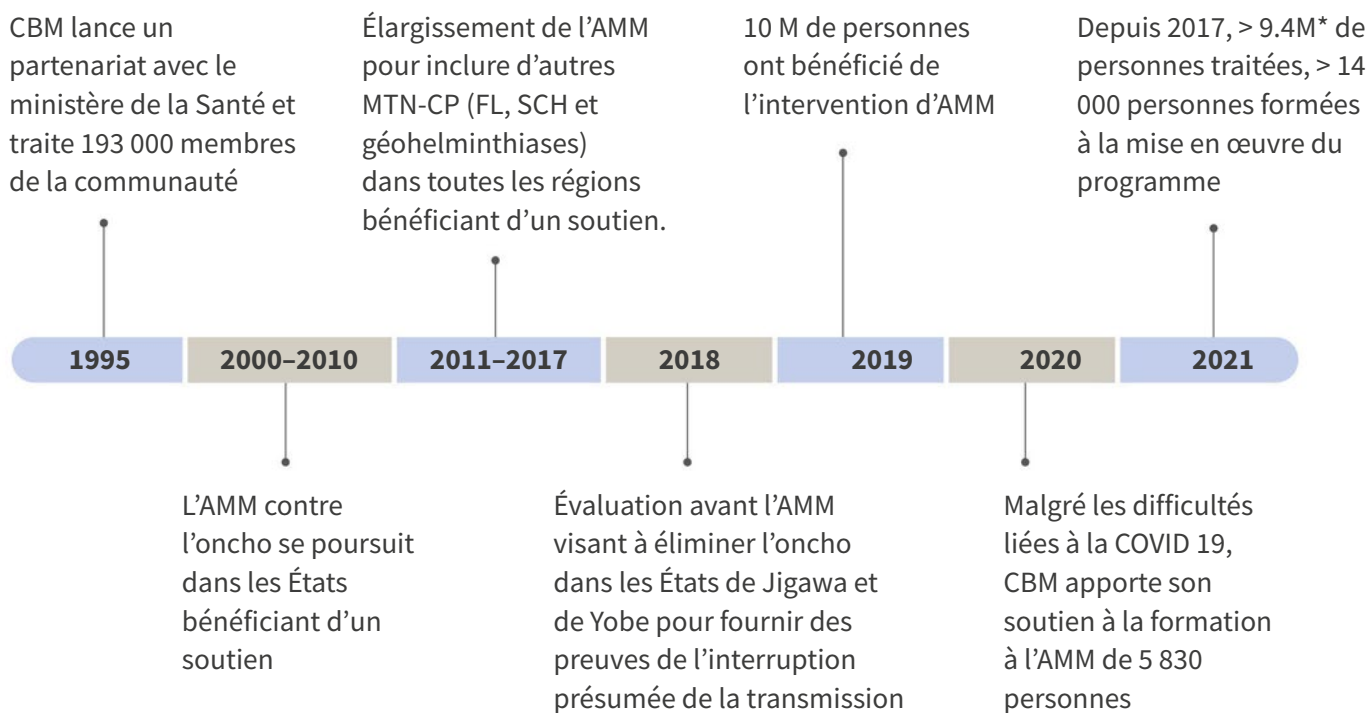 CBM lance un
partenariat avec le
ministère de la Santé et
traite 193 000 membres
de la communauté
Élargissement de l’AMM
pour inclure d’autres
MTN-CP (FL, SCH et
géohelminthiases)
dans toutes les régions
bénéficiant d’un soutien.
10 M de personnes
ont bénéficié de
l’intervention d’AMM
Depuis 2017, > 9.4M* de
personnes traitées, > 14
000 personnes formées
à la mise en œuvre du
programme
1995 2000–2010 2011–2017 2018 2019 2020 2021
L’AMM contre
l’oncho se poursuit
dans les États
bénéficiant d’un
soutien
Évaluation avant l’AMM
visant à éliminer l’oncho
dans les États de Jigawa et
de Yobe pour fournir des
preuves de l’interruption
présumée de la transmission
Malgré les difficultés
liées à la COVID 19,
CBM apporte son
soutien à la formation
à l’AMM de 5 830
personnes